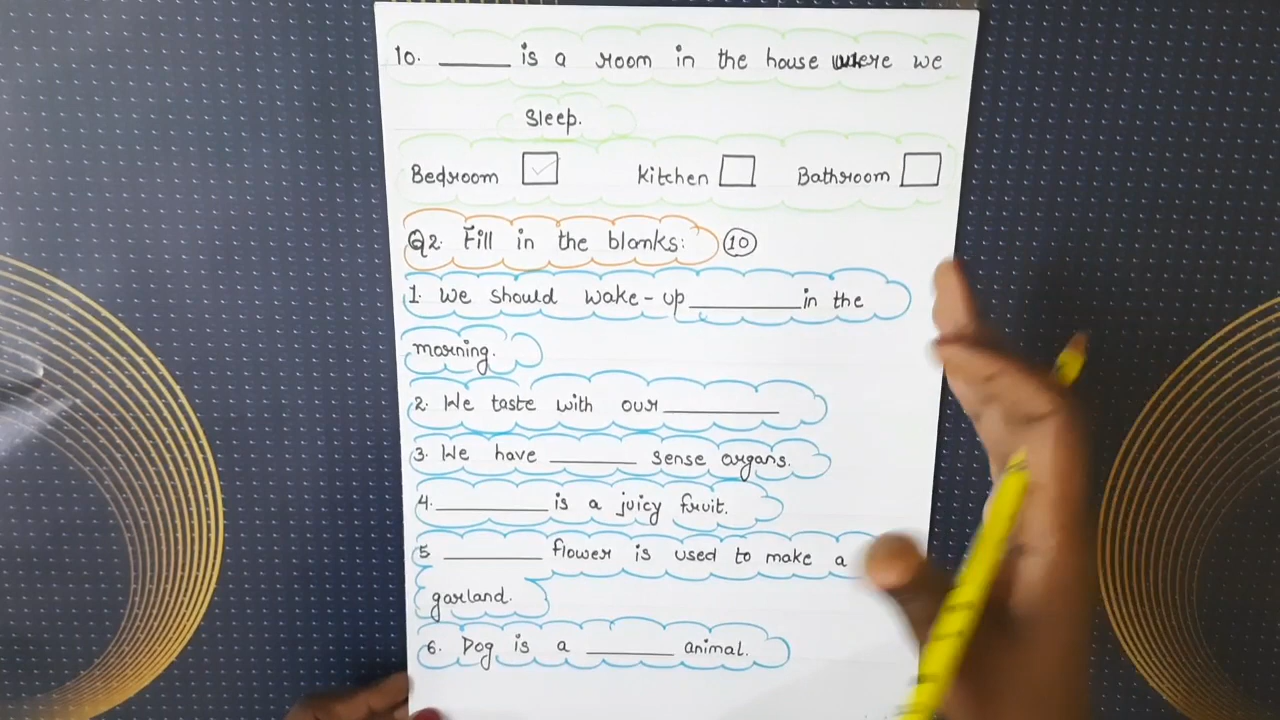 10. ______ is a room in the house where we
Sleep.
Bedroom ☑ Kitchen ☐ Bathroom ☐
Q2. Fill in the blanks: 10
1. We should wake-up __________ in the
morning.
2. We taste with our __________
3. We have _______ sense organs.
4. __________ is a juicy fruit.
5 _________ flower is used to make a
garland.
6. Dog is a ________ animal.